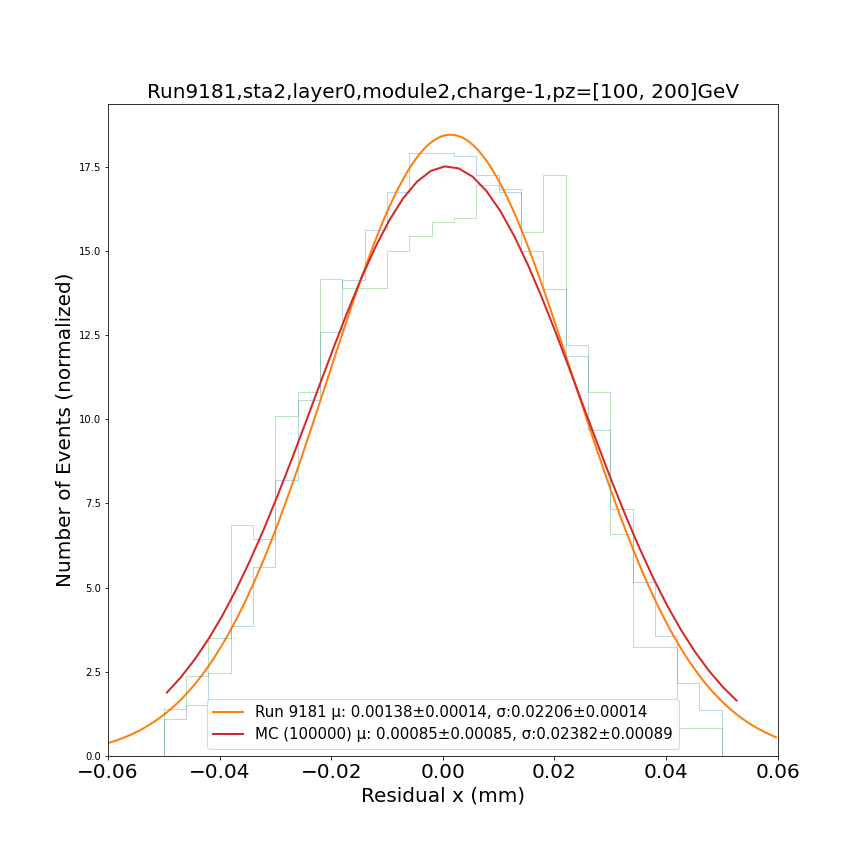 Run9181,sta2,layer0,module2,charge-1,pz=[100, 200]GeV
Number of Events (normalized)
17.5
15.0
12.5
10.0
7.5
5.0
2.5
0.0
Run 9181 μ: 0.00138±0.00014, σ:0.02206±0.00014
MC (100000) μ: 0.00085±0.00085, σ:0.02382±0.00089
−0.06 −0.04 −0.02 0.00 0.02 0.04 0.06
Residual x (mm)